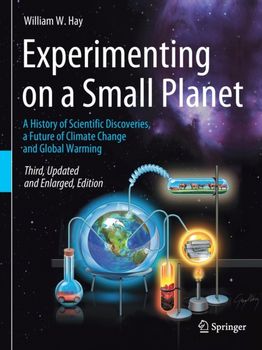 William W. Hay
Experimenting
on a Small Planet
A History of Scientific Discoveries,
a Future of Climate Change
and Global Warming
Third, Updated
and Enlarged, Edition
Springer